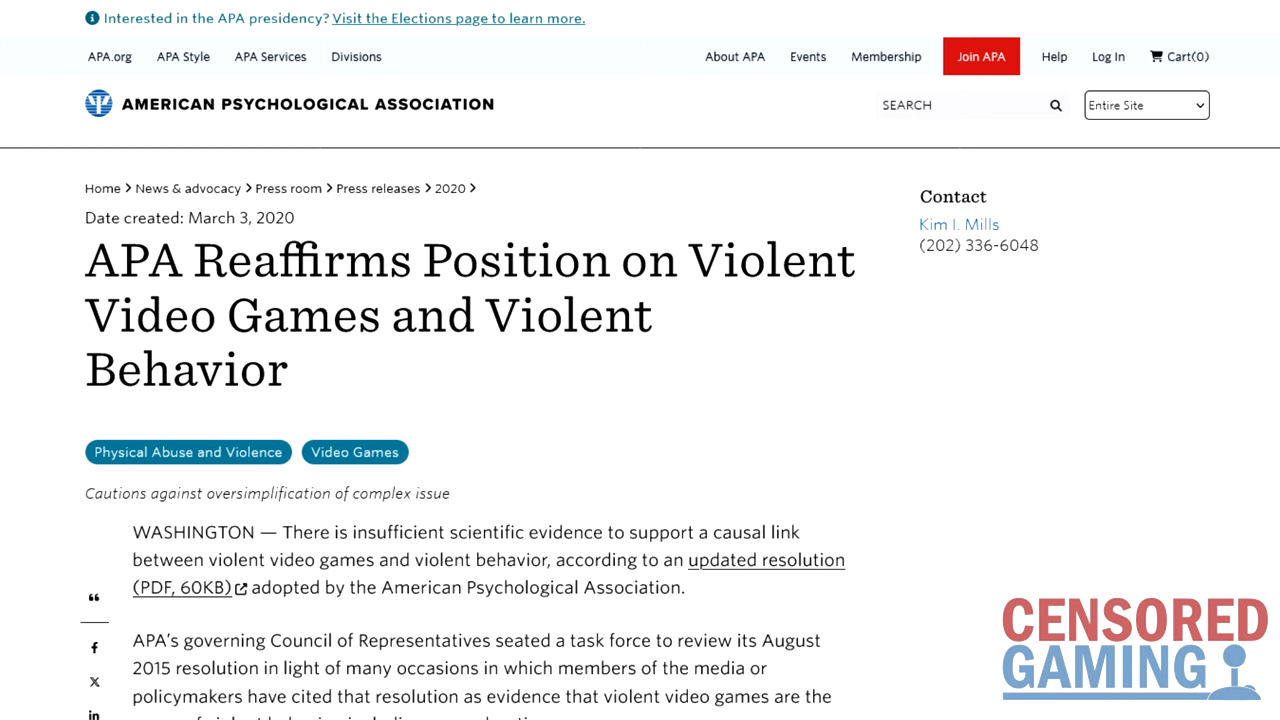 Interested in the APA presidency? Visit the Elections page to learn more.
APA.org APA Style APA Services Divisions About APA Events Membership Join APA Help Log In Cart(0)
AMERICAN PSYCHOLOGICAL ASSOCIATION SEARCH Entire Site
Home > News & advocacy > Press room > Press releases > 2020 >
Date created: March 3, 2020
APA Reaffirms Position on Violent
Video Games and Violent
Behavior
Contact
Kim I. Mills
(202) 336-6048
Physical Abuse and Violence Video Games
Cautions against oversimplification of complex issue
WASHINGTON — There is insufficient scientific evidence to support a causal link
between violent video games and violent behavior, according to an updated resolution
(PDF, 60KB) adopted by the American Psychological Association.
APA’s governing Council of Representatives seated a task force to review its August
2015 resolution in light of many occasions in which members of the media or
policymakers have cited that resolution as evidence that violent video games are the
CENSORED
GAMING